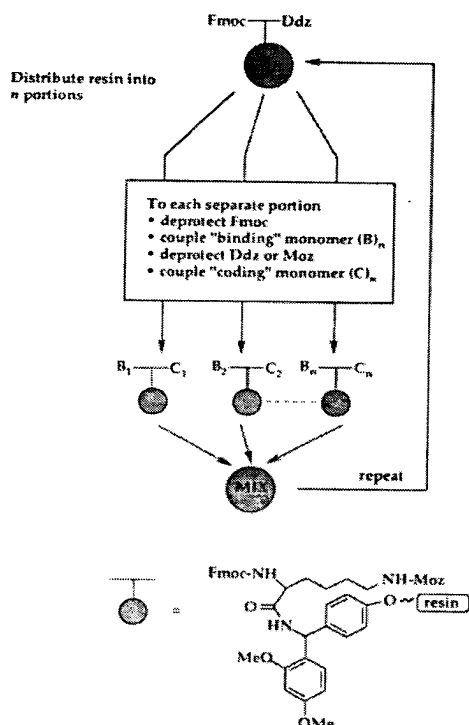 Fmoc Ddz
Distribute resin into
n portions
To each separate portion
• deprotect Fmoc
• couple "binding" monomer (B)n
• deprotect Ddz or Moz
• couple "coding" monomer (C)n
B1 C1 B2 C2 Bn Cn
MIX
repeat
Fmoc-NH
NH-Moz
O
HN
O
resin
=
MeO
OMe